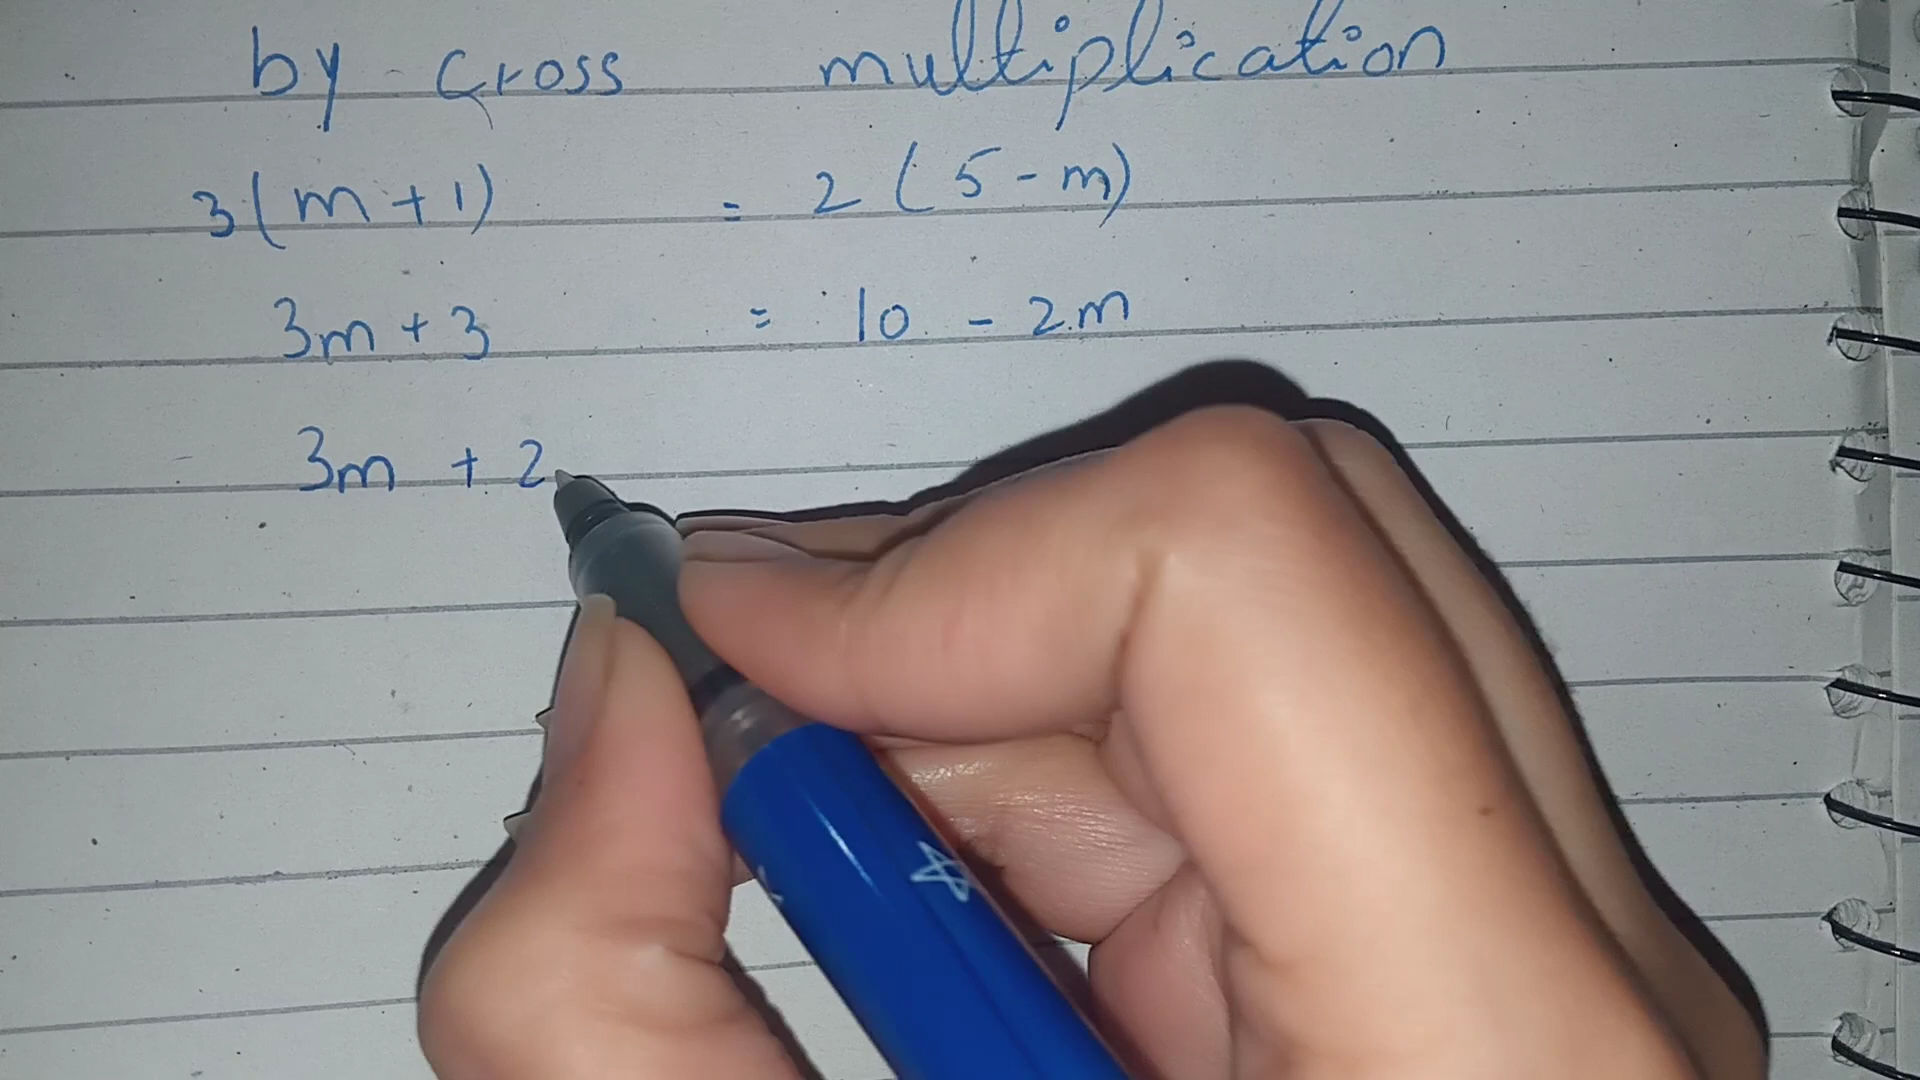 by cross multiplication
3(m+1) = 2(5-m)
3m+3 = 10-2m
3m + 2